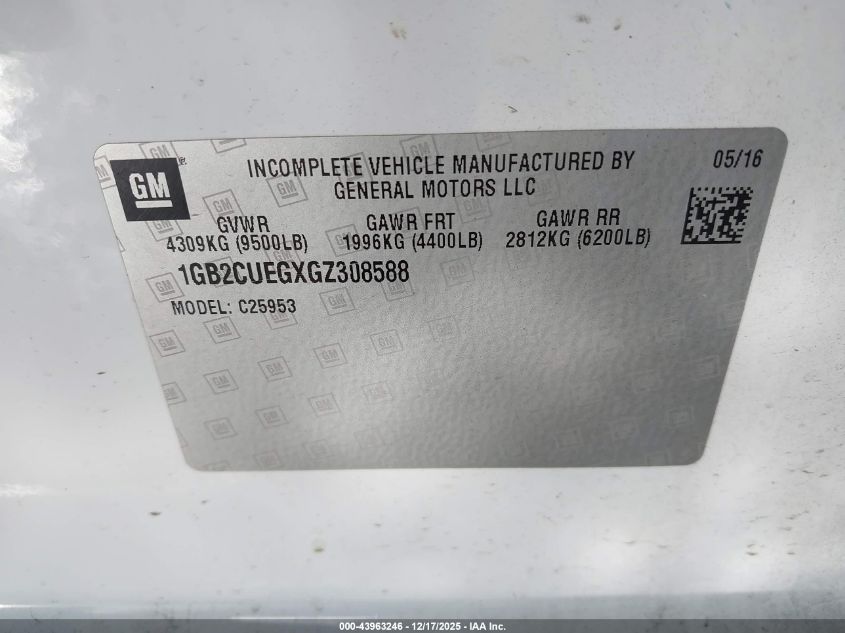 GM ® INCOMPLETE VEHICLE MANUFACTURED BY 05/16
GENERAL MOTORS LLC
GVWR GAWR FRT GAWR RR
4309KG (9500LB) 1996KG (4400LB) 2812KG (6200LB)
1GB2CUEGXGZ308588
MODEL: C25953
000-43963246 - 12/17/2025 - IAA Inc.